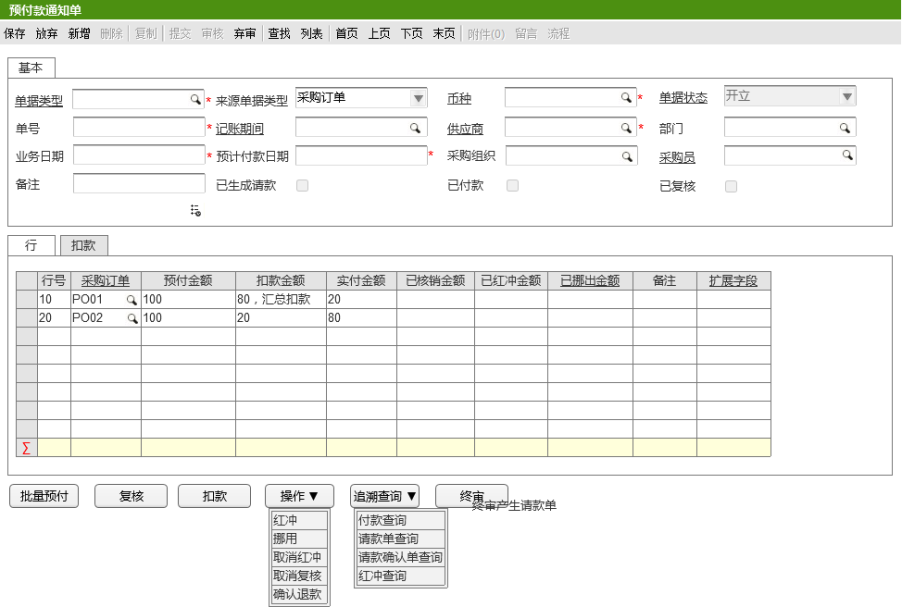 预付款通知单
保存 放弃 新增 删除 复制 提交 审核 弃审 查找 列表 首页 上页 下页 末页 附件(0) 留言 流程
基本
单据类型 * 来源单据类型 采购订单 币种 * 单据状态 开立
单号 * 记账期间 供应商 * 部门
业务日期 * 预计付款日期 * 采购组织 采购员
备注 已生成请款 已付款 已复核
行 扣款
行号 采购订单 预付金额 扣款金额 实付金额 已核销金额 已红冲金额 已挪出金额 备注 扩展字段
10 PO01 100 80，汇总扣款 20
20 PO02 100 20 80
Σ
批量预付 复核 扣款 操作▼ 追溯查询▼ 终审
终审产生请款单
红冲 付款查询
挪用 请款单查询
取消红冲 请款确认单查询
取消复核 红冲查询
确认退款